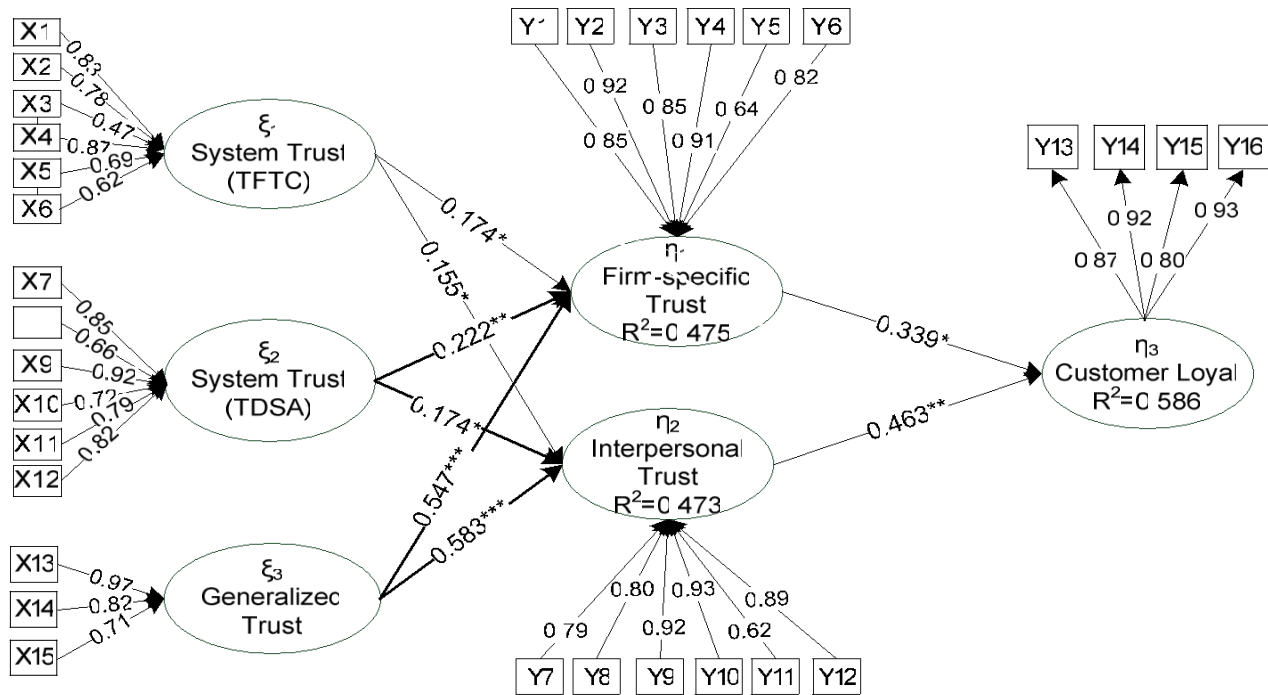 X1
X2
X3
X4
X5
X6
0.83
0.78
0.47
0.87
0.69
0.62
ξ1
System Trust
(TFTC)
X7
X9
X10
X11
X12
0.85
0.66
0.92
0.72
0.79
0.82
ξ2
System Trust
(TDSA)
X13
X14
X15
0.97
0.82
0.71
ξ3
Generalized
Trust
0.174*
0.155*
0.222**
0.174*
0.547***
0.583***
Y1
Y2
Y3
Y4
Y5
Y6
0 85
0 92
0 85
0 91
0 64
0 82
η1
Firm-specific
Trust
R²=0 475
η2
Interpersonal
Trust
R²=0 473
0 79
0 80
0 92
0 93
0 62
0 89
Y7
Y8
Y9
Y10
Y11
Y12
0.339*
0.463**
Y13
Y14
Y15
Y16
0 87
0 92
0 80
0 93
η3
Customer Loyal
R²=0 586